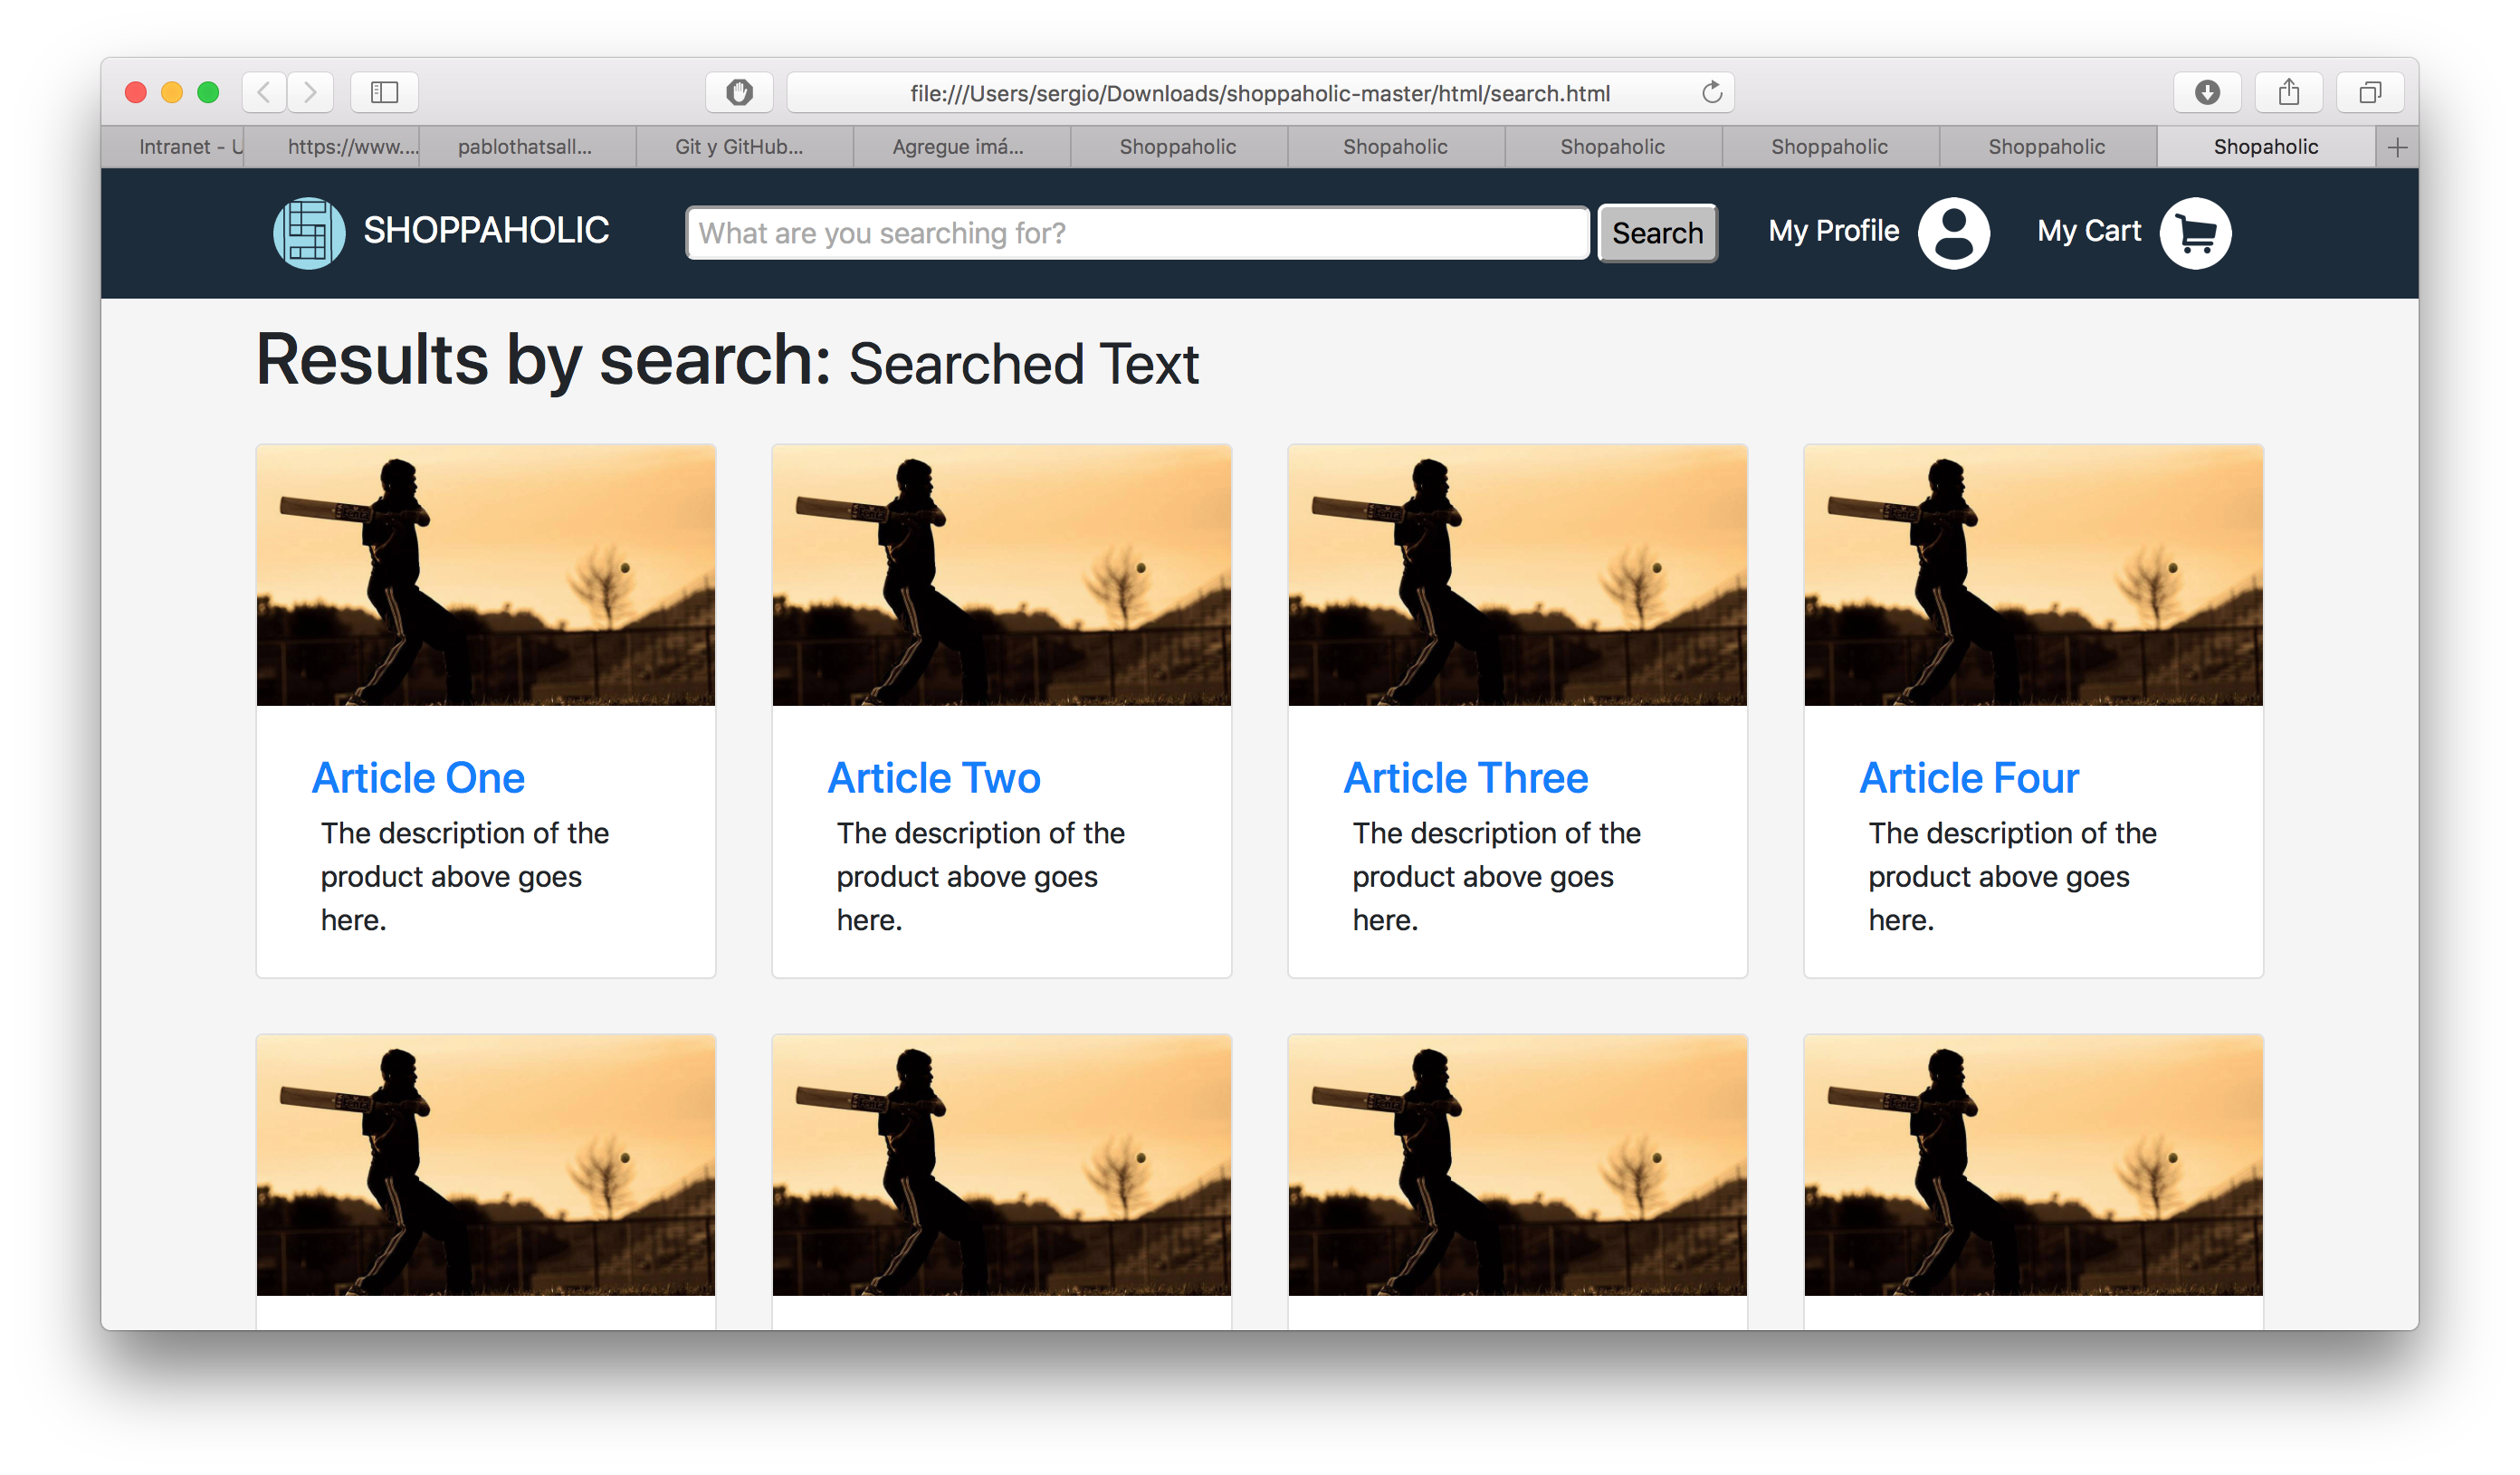 file:///Users/sergio/Downloads/shoppaholic-master/html/search.html
Intranet - U
https://www....
pablothatsall...
Git y GitHub...
Agregue imá...
Shoppaholic
Shoppaholic
Shopaholic
Shoppaholic
Shoppaholic
Shopaholic
SHOPPAHOLIC
What are you searching for?
Search
My Profile
My Cart
Results by search: Searched Text
Article One
The description of the
product above goes
here.
Article Two
The description of the
product above goes
here.
Article Three
The description of the
product above goes
here.
Article Four
The description of the
product above goes
here.